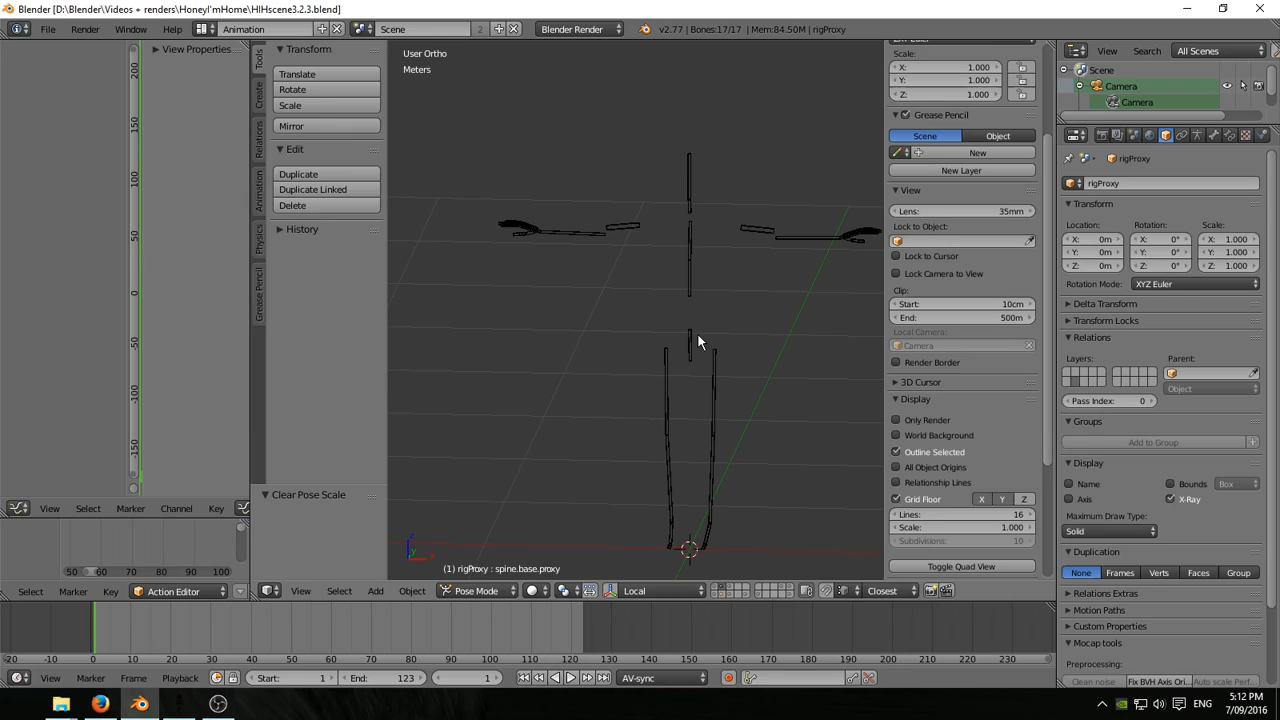 Blender [D:\Blender\Videos + renders\HoneyI'mHome\HIHscene3.2.3.blend]
File Render Window Help Animation Scene 2 Blender Render v2.77 | Bones:17/17 | Mem:84.50M | rigProxy
View Properties
200
150
100
50
0
-50
-100
-150
View Select Marker Channel Key
50 60 70 80 90 100
Select Marker Key Action Editor
Tools
Create
Relations
Animation
Physics
Grease Pencil
Transform
Translate
Rotate
Scale
Mirror
Edit
Duplicate
Duplicate Linked
Delete
History
Clear Pose Scale
User Ortho
Meters
(1) rigProxy : spine.base.proxy
View Select Add Object Pose Mode Local Closest
Scale:
X: 1.000
Y: 1.000
Z: 1.000
Grease Pencil
Scene Object
New
New Layer
View
Lens: 35mm
Lock to Object:
Lock to Cursor
Lock Camera to View
Clip:
Start: 10cm
End: 500m
Local Camera:
Camera
Render Border
3D Cursor
Display
Only Render
World Background
Outline Selected
All Object Origins
Relationship Lines
Grid Floor X Y Z
Lines: 16
Scale: 1.000
Subdivisions: 10
Toggle Quad View
View Search All Scenes
Scene
Camera
Camera
rigProxy
rigProxy
Transform
Location: Rotation: Scale:
X: 0m X: 0° X: 1.000
Y: 0m Y: 0° Y: 1.000
Z: 0m Z: 0° Z: 1.000
Rotation Mode: XYZ Euler
Delta Transform
Transform Locks
Relations
Layers: Parent:
Object
Pass Index: 0
Groups
Add to Group
Display
Name Bounds Box
Axis X-Ray
Maximum Draw Type:
Solid
Duplication
None Frames Verts Faces Group
Relations Extras
Motion Paths
Custom Properties
Mocap tools
Preprocessing:
Clean noise Fix BVH Axis Ori... Auto scale Perf...
-20 -10 0 10 20 30 40 50 60 70 80 90 100 110 120 130 140 150 160 170 180 190 200 210 220 230
View Marker Frame Playback Start: 1 End: 123 1 AV-sync
5:12 PM
7/09/2016